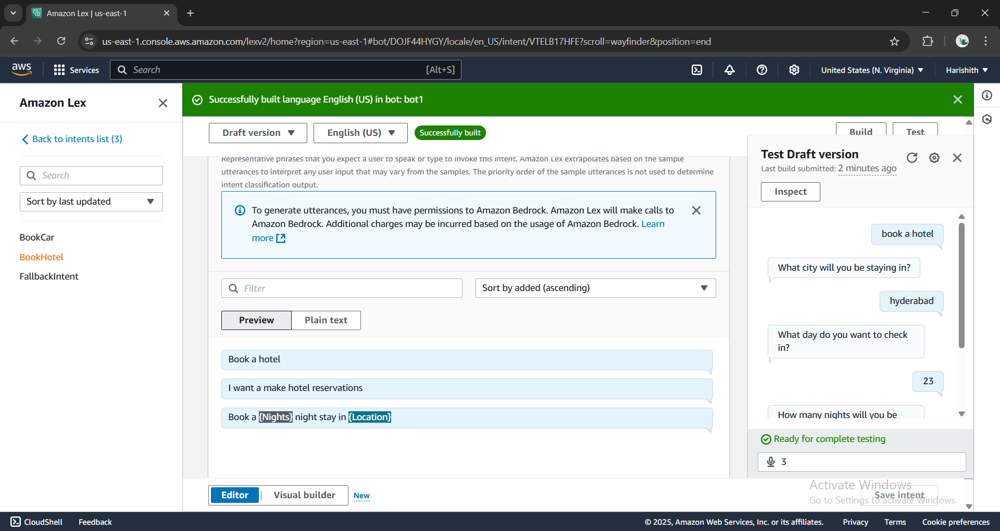 Amazon Lex | us-east-1
us-east-1.console.aws.amazon.com/lexv2/home?region=us-east-1#bot/DOJF44HYGY/locale/en_US/intent/VTELB17HFE?scroll=wayfinder&position=end
aws
Services
Search
[Alt+S]
United States (N. Virginia)
Harishith
Amazon Lex
Back to intents list (3)
Search
Sort by last updated
BookCar
BookHotel
FallbackIntent
Successfully built language English (US) in bot: bot1
Draft version
English (US)
Successfully built
Build
Test
Representative phrases that you expect a user to speak or type to invoke this intent. Amazon Lex extrapolates based on the sample
utterances to interpret any user input that may vary from the samples. The priority order of the sample utterances is not used to determine
intent classification output.
To generate utterances, you must have permissions to Amazon Bedrock. Amazon Lex will make calls to
Amazon Bedrock. Additional charges may be incurred based on the usage of Amazon Bedrock. Learn
more
Filter
Sort by added (ascending)
Preview
Plain text
Book a hotel
I want a make hotel reservations
Book a {Nights} night stay in {Location}
Editor
Visual builder
New
Test Draft version
Last build submitted: 2 minutes ago
Inspect
book a hotel
What city will you be staying in?
hyderabad
What day do you want to check
in?
23
How many nights will you be
Ready for complete testing
3
Activate Windows
Save intent
Go to Settings to activate Windows.
CloudShell
Feedback
© 2025, Amazon Web Services, Inc. or its affiliates.
Privacy
Terms
Cookie preferences